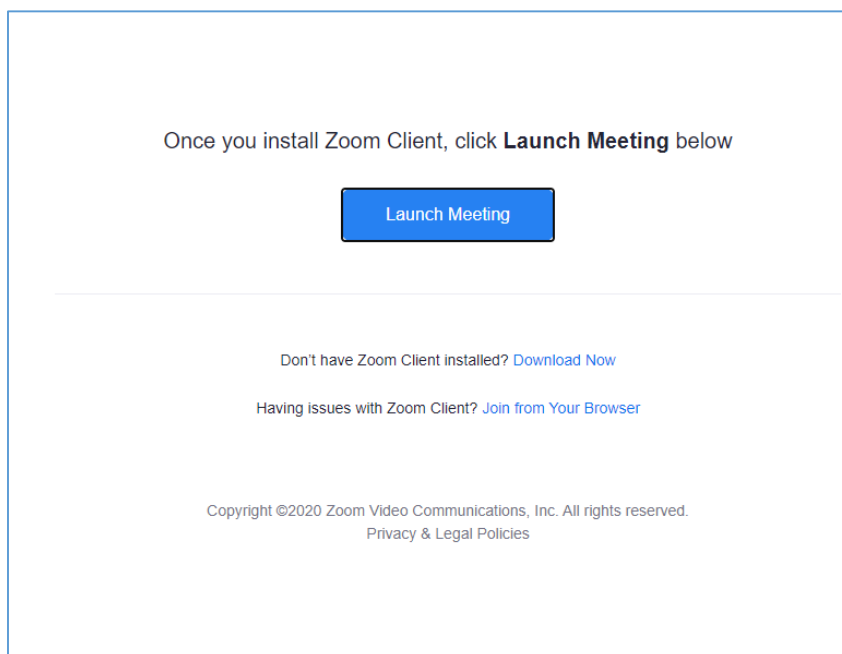 Once you install Zoom Client, click Launch Meeting below
Launch Meeting
Don’t have Zoom Client installed? Download Now
Having issues with Zoom Client? Join from Your Browser
Copyright ©2020 Zoom Video Communications, Inc. All rights reserved.
Privacy & Legal Policies